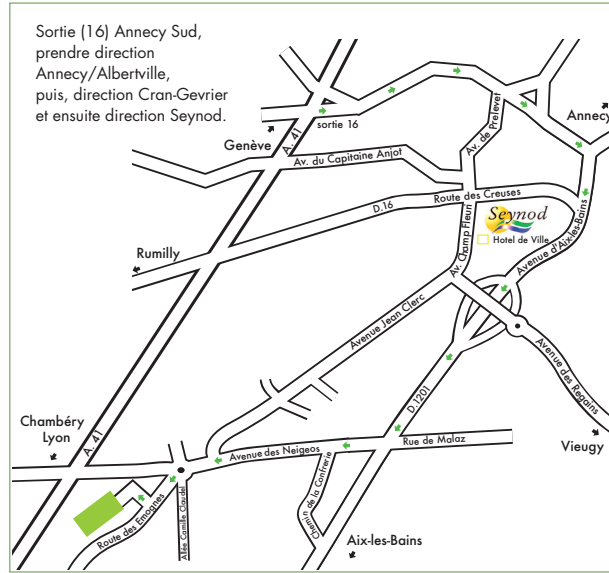 Sortie (16) Annecy Sud,
prendre direction
Annecy/Albertville,
puis, direction Cran-Gevrier
et ensuite direction Seynod.
Annecy
sortie 16
Genève
A. 41
Av. de Prelevet
Av. du Capitaine Anjot
Route des Creuses
D.16
Seynod
Hotel de Ville
Avenue d'Aix-les-Bains
Av. Champ Fleuri
Rumilly
Avenue Jean Clerc
Avenue des Regains
D.1201
Chambéry
Lyon
A. 41
Vieugy
Rue de Malaz
Avenue des Neigeos
Chemin de la Confrerie
Allée Camille Claudel
Route des Emognes
Aix-les-Bains